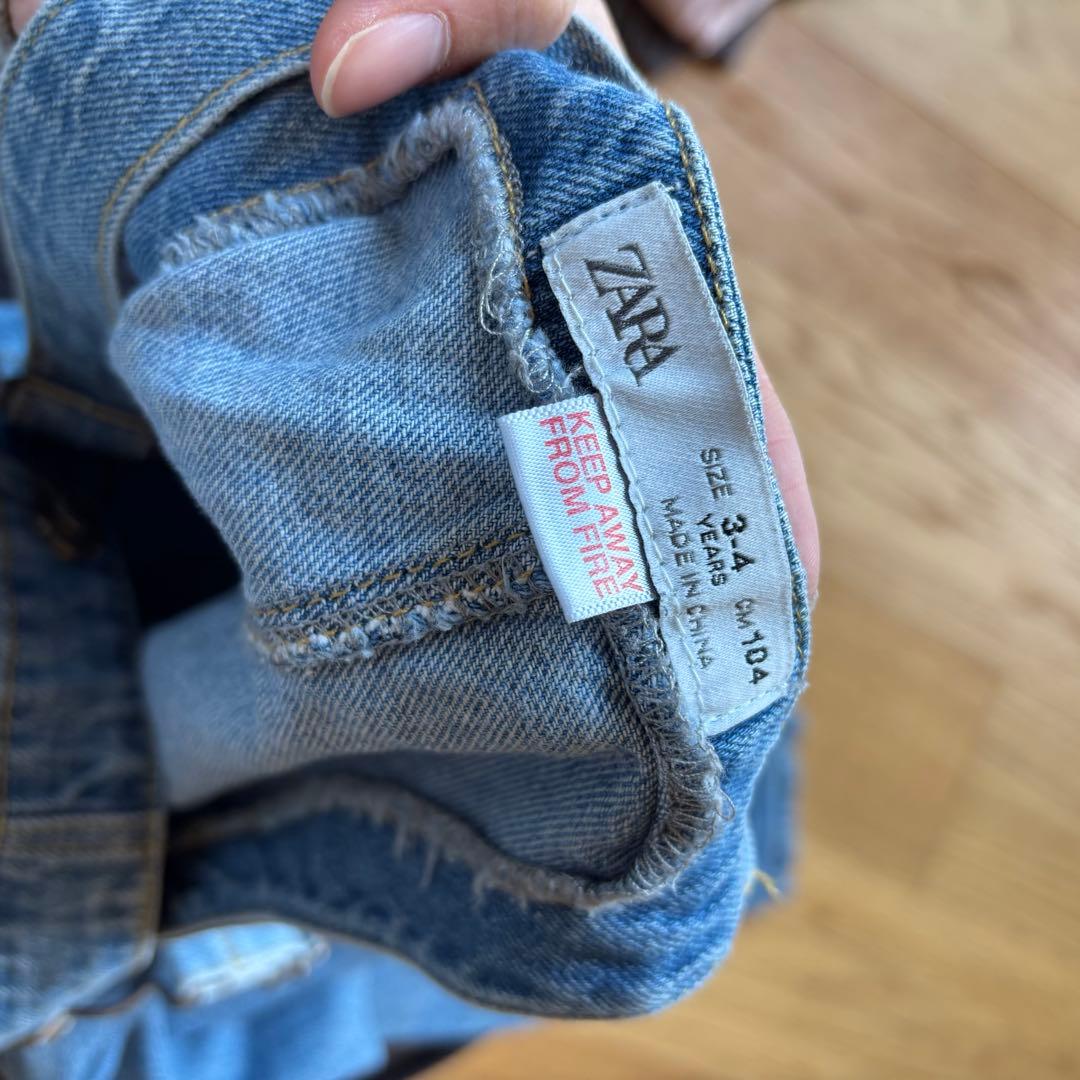 ZARA
SIZE 3-4 CM 104
YEARS
MADE IN CHINA
KEEP AWAY
FROM FIRE